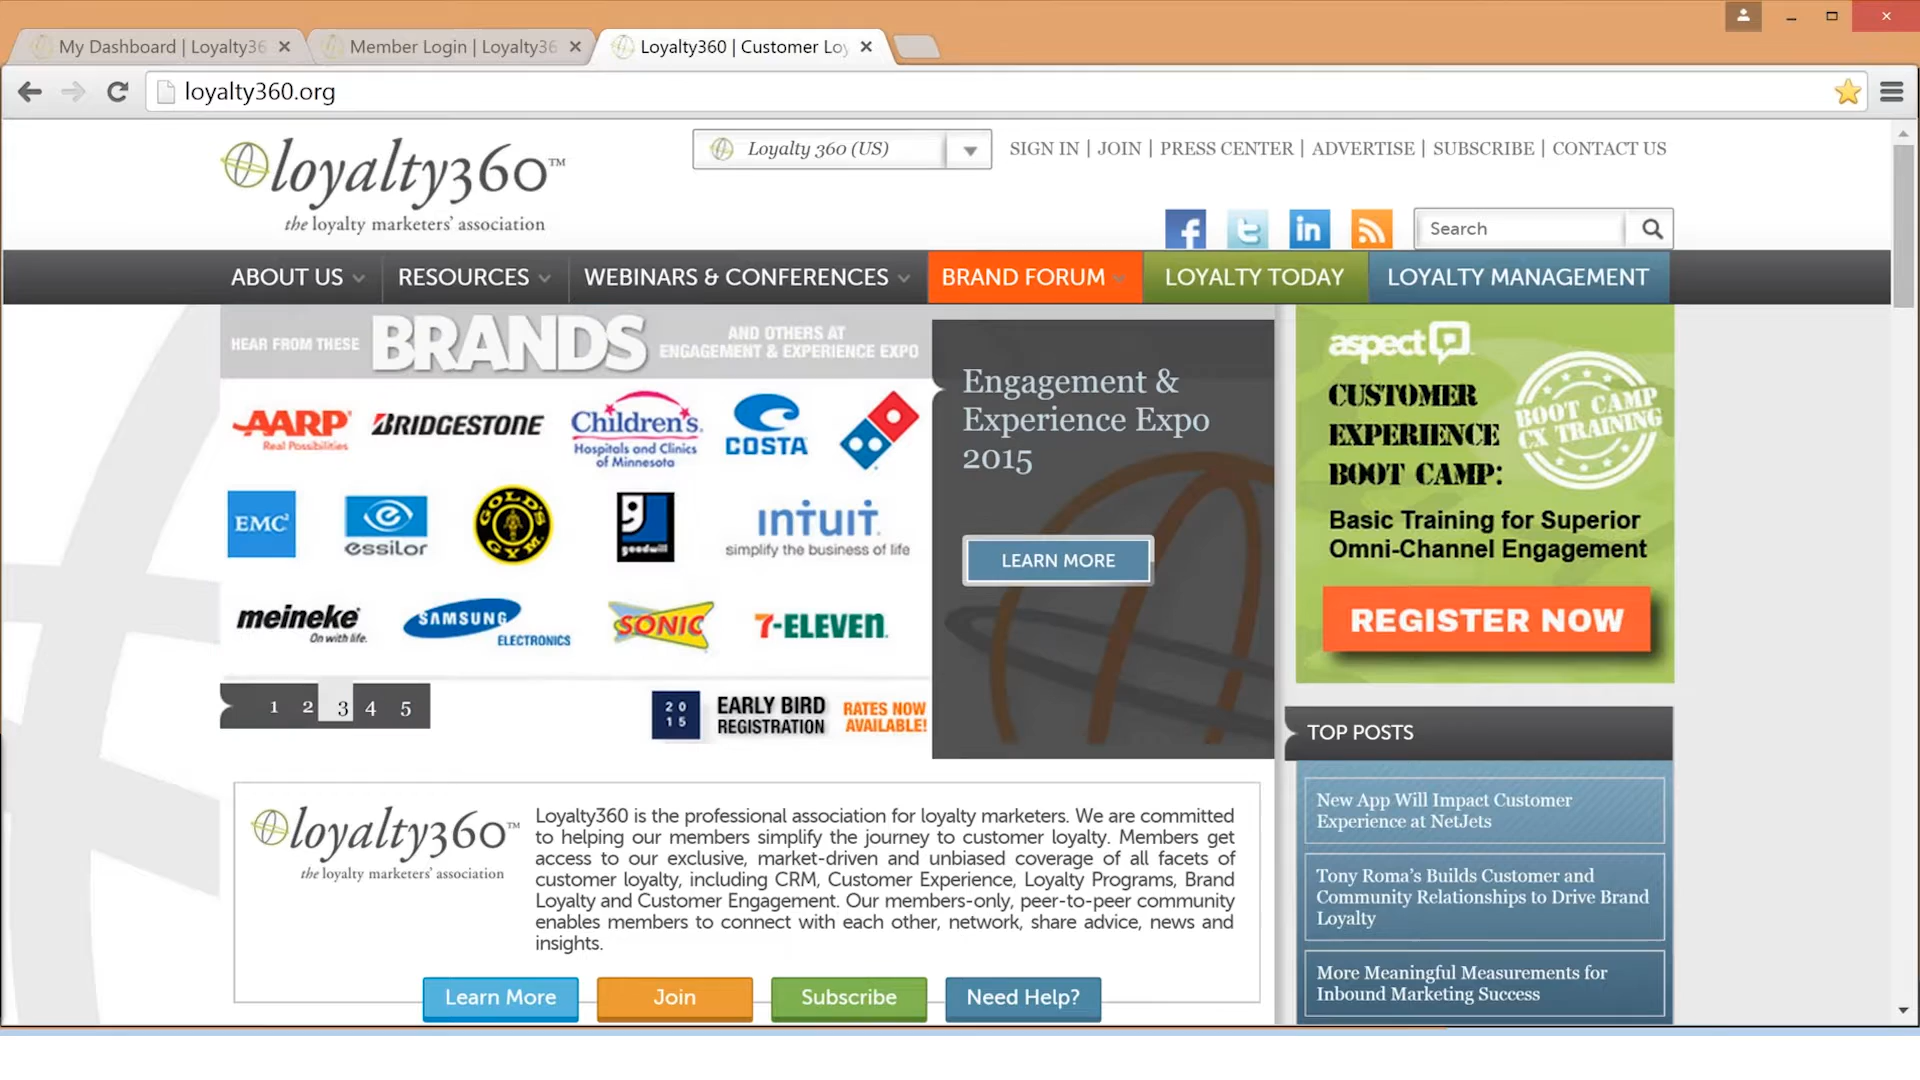 My Dashboard | Loyalty36
Member Login | Loyalty36
Loyalty360 | Customer Loy
loyalty360.org
loyalty360™
the loyalty marketers' association
Loyalty 360 (US)
SIGN IN | JOIN | PRESS CENTER | ADVERTISE | SUBSCRIBE | CONTACT US
f
t
in
Search
ABOUT US
RESOURCES
WEBINARS & CONFERENCES
BRAND FORUM
LOYALTY TODAY
LOYALTY MANAGEMENT
HEAR FROM THESE
BRANDS
AND OTHERS AT
ENGAGEMENT & EXPERIENCE EXPO
AARP
Real Possibilities
BRIDGESTONE
Children's
Hospitals and Clinics
of Minnesota
COSTA
EMC²
essilor
GOLD'S
GYM
goodwill
intuit
simplify the business of life
meineke
On with life.
SAMSUNG
ELECTRONICS
SONIC
7-ELEVEN
1 2 3 4 5
20
15
EARLY BIRD
REGISTRATION
RATES NOW
AVAILABLE!
Engagement &
Experience Expo
2015
LEARN MORE
aspect
CUSTOMER
EXPERIENCE
BOOT CAMP:
BOOT CAMP
CX TRAINING
Basic Training for Superior
Omni-Channel Engagement
REGISTER NOW
loyalty360™
the loyalty marketers' association
Loyalty360 is the professional association for loyalty marketers. We are committed
to helping our members simplify the journey to customer loyalty. Members get
access to our exclusive, market-driven and unbiased coverage of all facets of
customer loyalty, including CRM, Customer Experience, Loyalty Programs, Brand
Loyalty and Customer Engagement. Our members-only, peer-to-peer community
enables members to connect with each other, network, share advice, news and
insights.
Learn More
Join
Subscribe
Need Help?
TOP POSTS
New App Will Impact Customer
Experience at NetJets
Tony Roma's Builds Customer and
Community Relationships to Drive Brand
Loyalty
More Meaningful Measurements for
Inbound Marketing Success